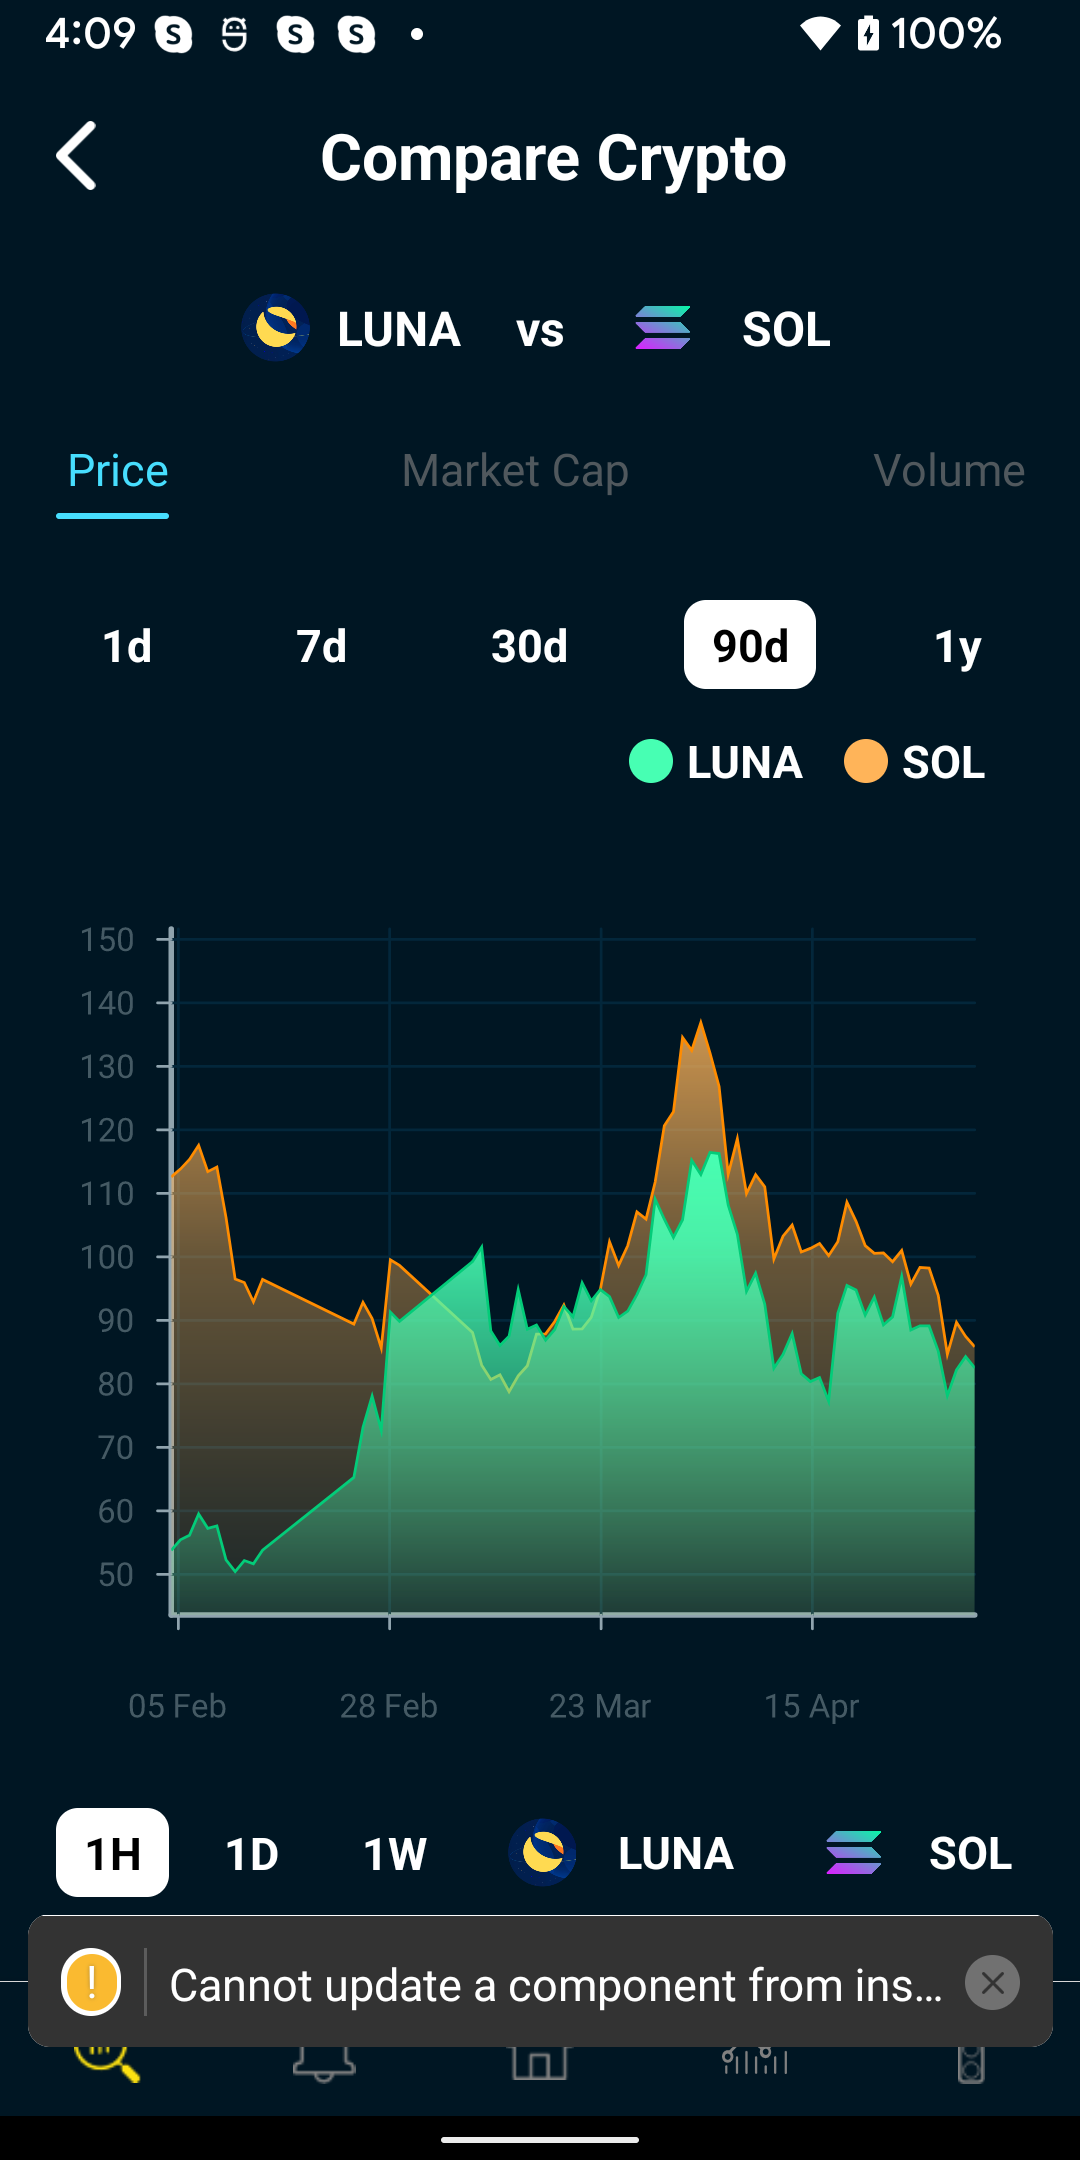 4:09 100%
Compare Crypto
LUNA vs SOL
Price Market Cap Volume
1d 7d 30d 90d 1y
LUNA SOL
150
140
130
120
110
100
90
80
70
60
50
05 Feb 28 Feb 23 Mar 15 Apr
1H 1D 1W LUNA SOL
! Cannot update a component from ins...